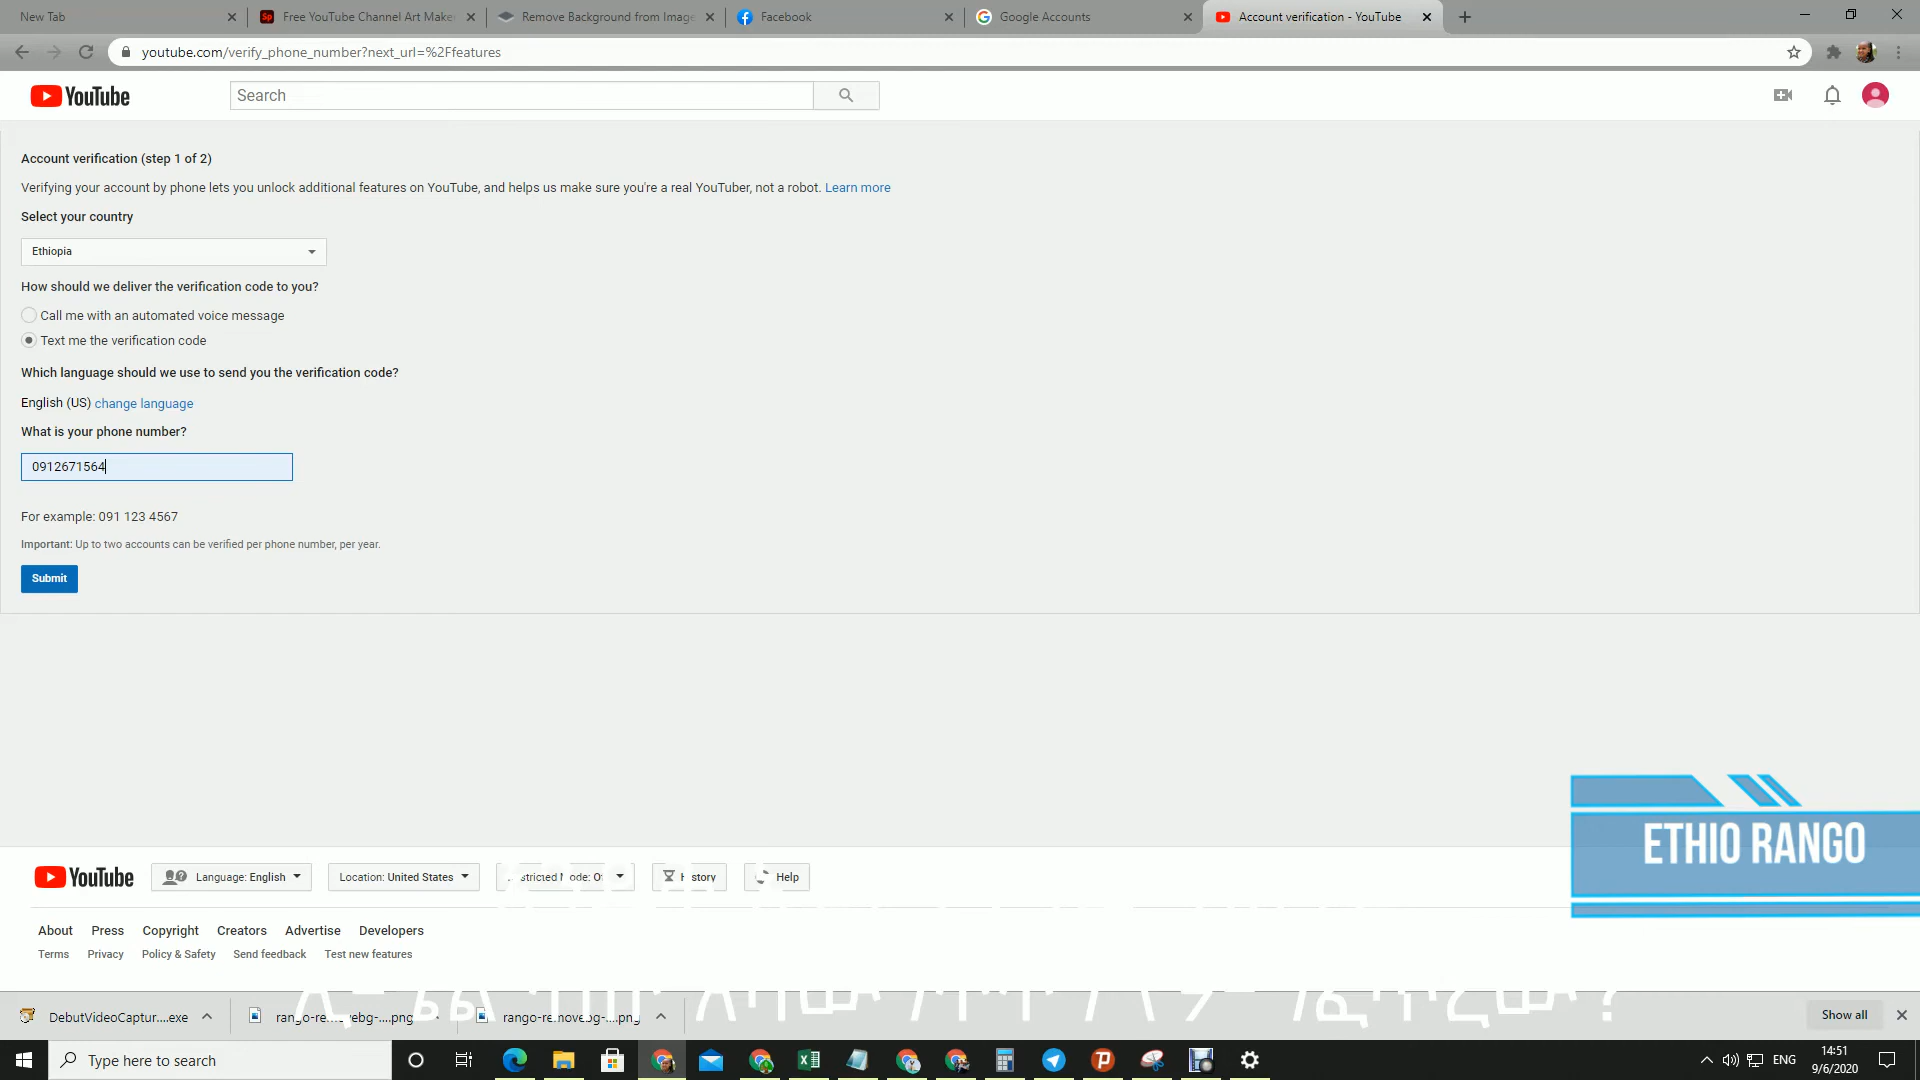 New Tab
Free YouTube Channel Art Maker
Remove Background from Image
Facebook
Google Accounts
Account verification - YouTube
youtube.com/verify_phone_number?next_url=%2Ffeatures
YouTube
Search
Account verification (step 1 of 2)
Verifying your account by phone lets you unlock additional features on YouTube, and helps us make sure you're a real YouTuber, not a robot. Learn more
Select your country
Ethiopia
How should we deliver the verification code to you?
Call me with an automated voice message
Text me the verification code
Which language should we use to send you the verification code?
English (US) change language
What is your phone number?
0912671564
For example: 091 123 4567
Important: Up to two accounts can be verified per phone number, per year.
Submit
ETHIO RANGO
YouTube
Language: English
Location: United States
History
Help
About Press Copyright Creators Advertise Developers
Terms Privacy Policy & Safety Send feedback Test new features
DebutVideoCaptur....exe
Show all
Type here to search
ENG
14:51
9/6/2020